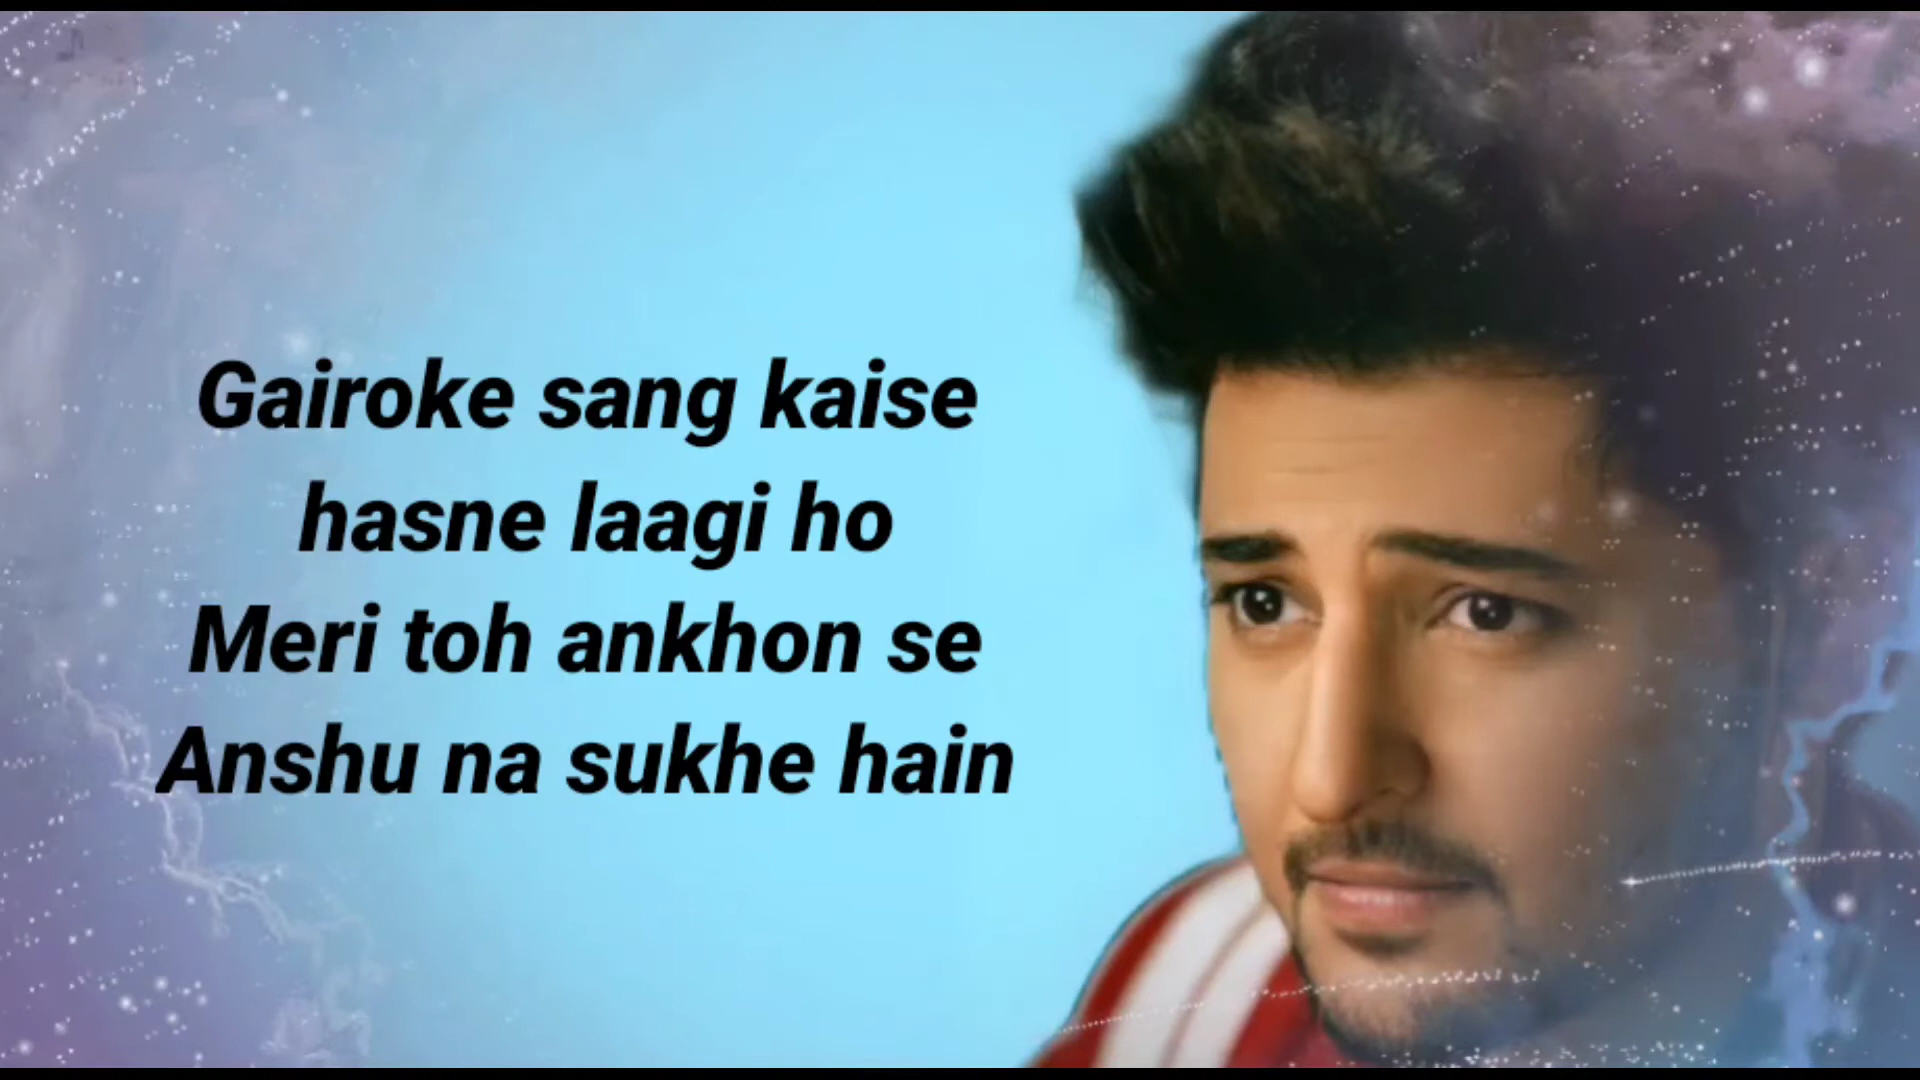 Gairoke sang kaise
hasne laagi ho
Meri toh ankhon se
Anshu na sukhe hain